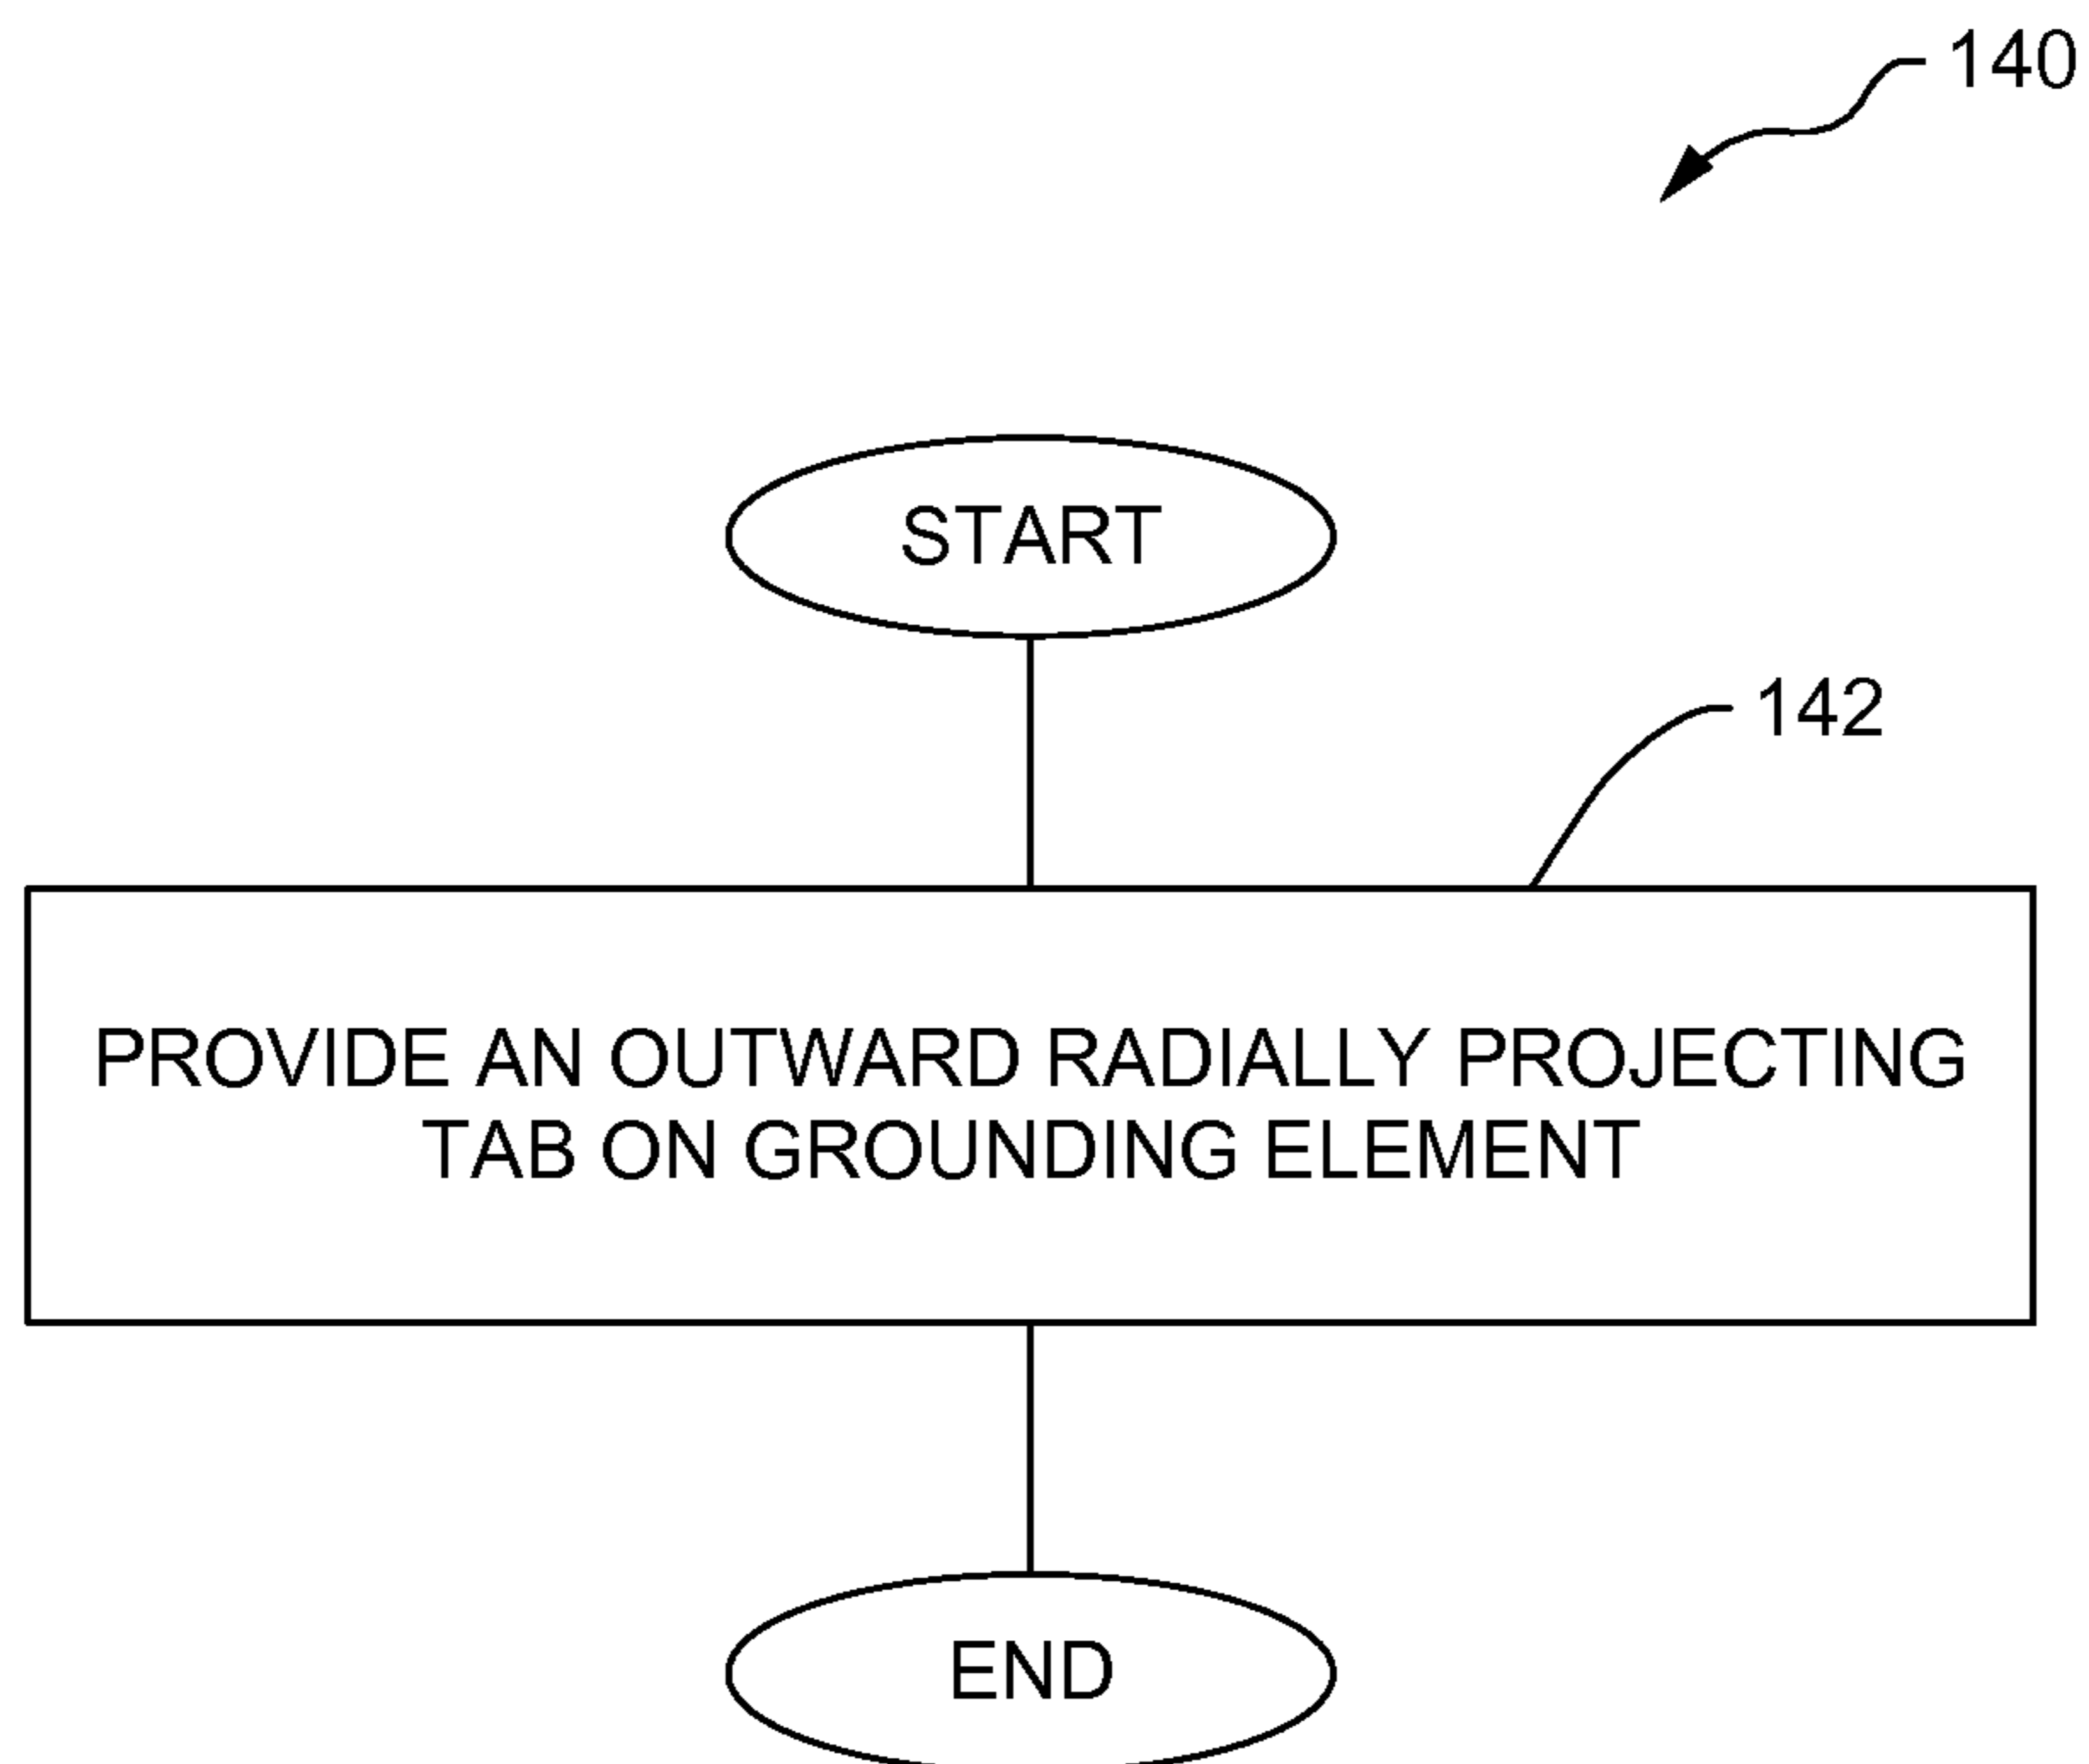 140
START
142
PROVIDE AN OUTWARD RADIALLY PROJECTING
TAB ON GROUNDING ELEMENT
END